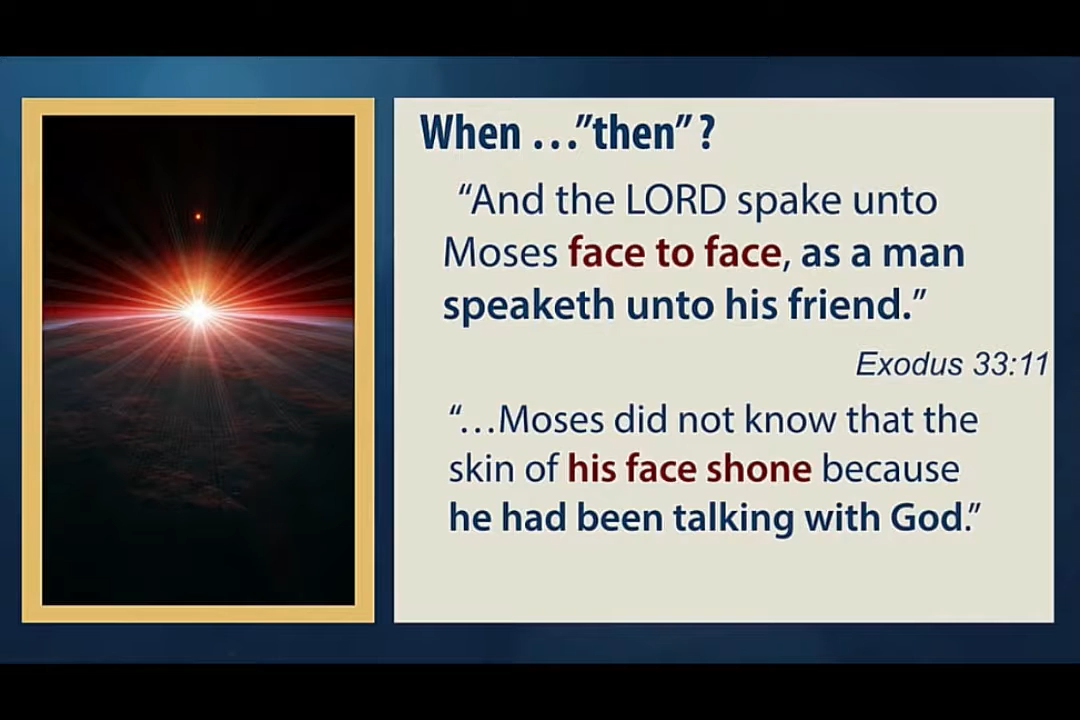 When …”then” ?
“And the LORD spake unto
Moses face to face, as a man
speaketh unto his friend.”
Exodus 33:11
“…Moses did not know that the
skin of his face shone because
he had been talking with God.”